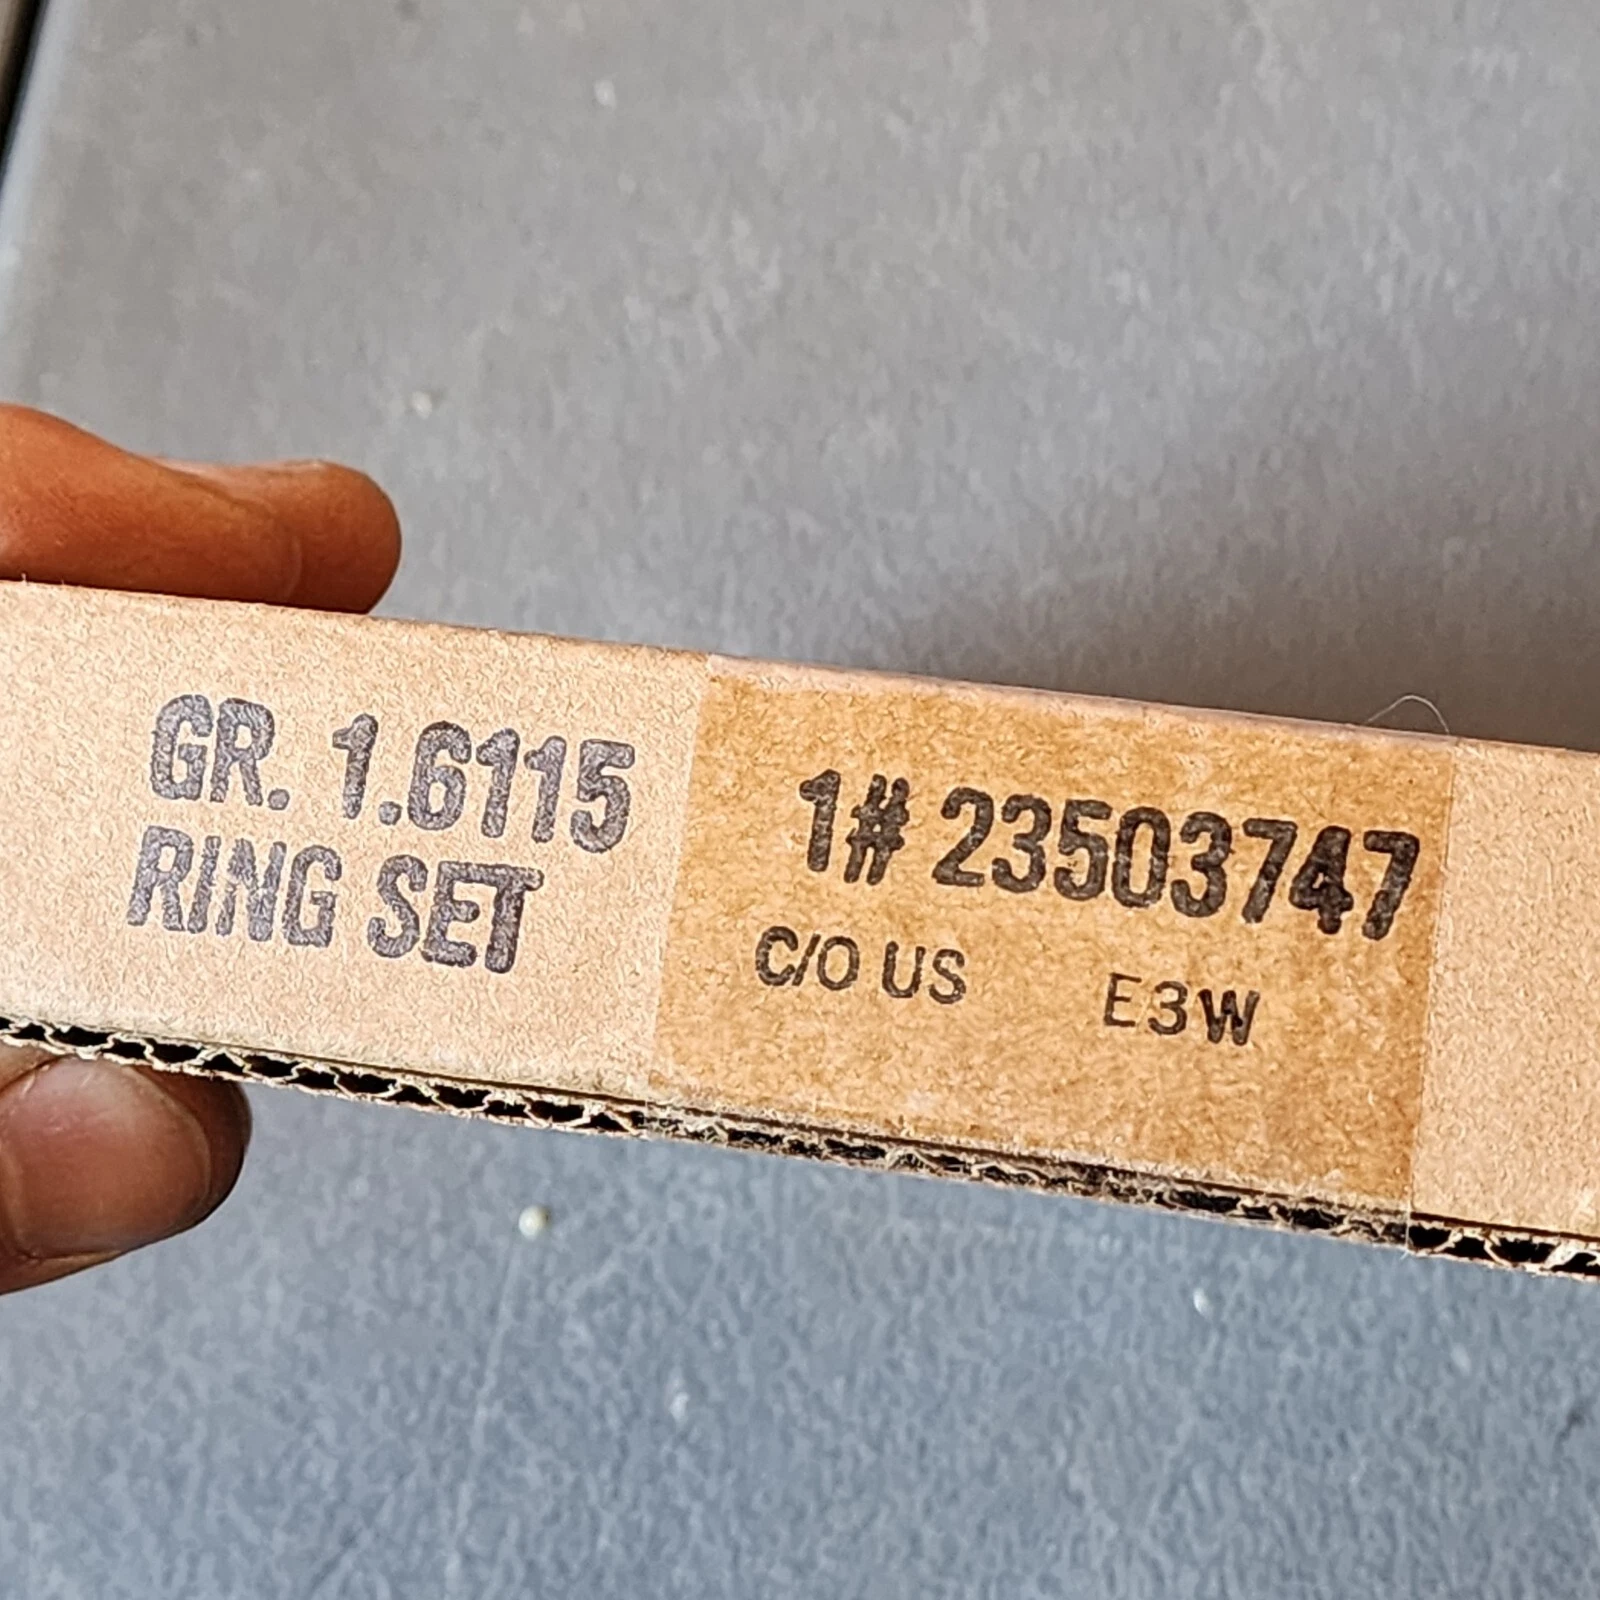 GR. 1.6115
RING SET
1# 23503747
C/O US E3W